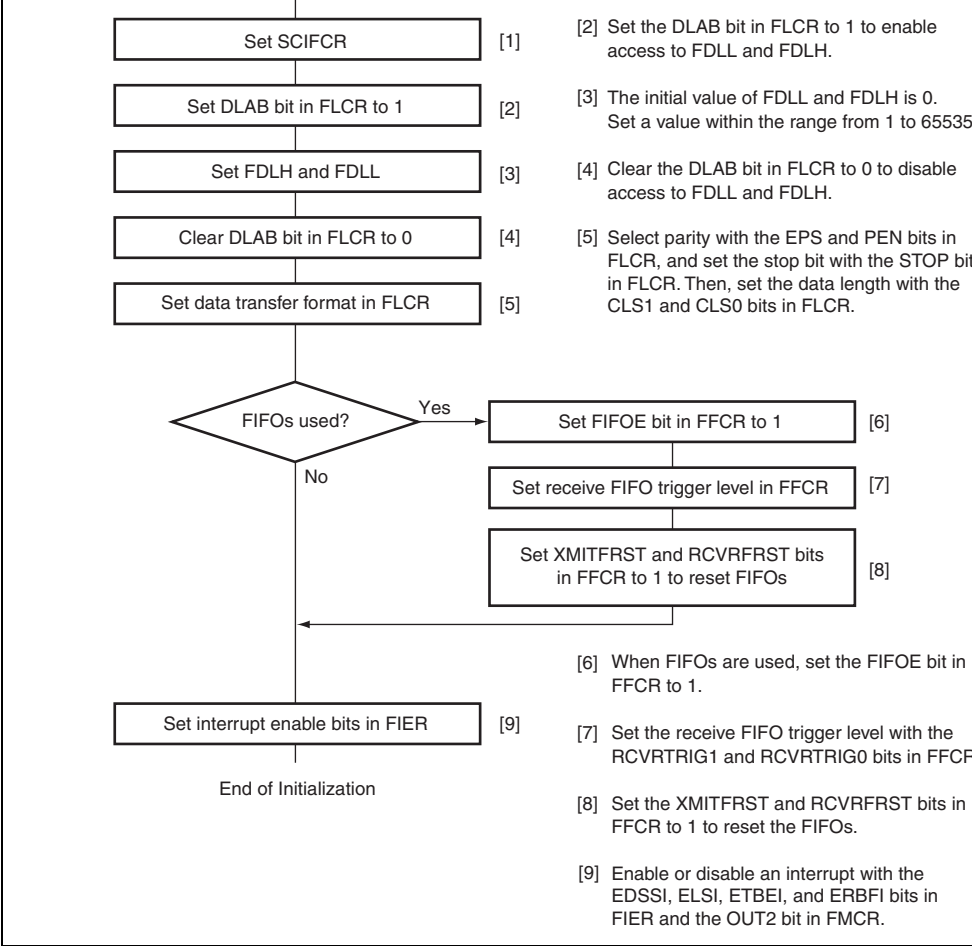 Set SCIFCR
[1]
Set DLAB bit in FLCR to 1
[2]
Set FDLH and FDLL
[3]
Clear DLAB bit in FLCR to 0
[4]
Set data transfer format in FLCR
[5]
FIFOs used?
Yes
No
Set FIFOE bit in FFCR to 1
[6]
Set receive FIFO trigger level in FFCR
[7]
Set XMITFRST and RCVRFRST bits
in FFCR to 1 to reset FIFOs
[8]
Set interrupt enable bits in FIER
[9]
End of Initialization
[2] Set the DLAB bit in FLCR to 1 to enable
access to FDLL and FDLH.
[3] The initial value of FDLL and FDLH is 0.
Set a value within the range from 1 to 65535
[4] Clear the DLAB bit in FLCR to 0 to disable
access to FDLL and FDLH.
[5] Select parity with the EPS and PEN bits in
FLCR, and set the stop bit with the STOP bit
in FLCR. Then, set the data length with the
CLS1 and CLS0 bits in FLCR.
[6] When FIFOs are used, set the FIFOE bit in
FFCR to 1.
[7] Set the receive FIFO trigger level with the
RCVRTRIG1 and RCVRTRIG0 bits in FFCR
[8] Set the XMITFRST and RCVRFRST bits in
FFCR to 1 to reset the FIFOs.
[9] Enable or disable an interrupt with the
EDSSI, ELSI, ETBEI, and ERBFI bits in
FIER and the OUT2 bit in FMCR.